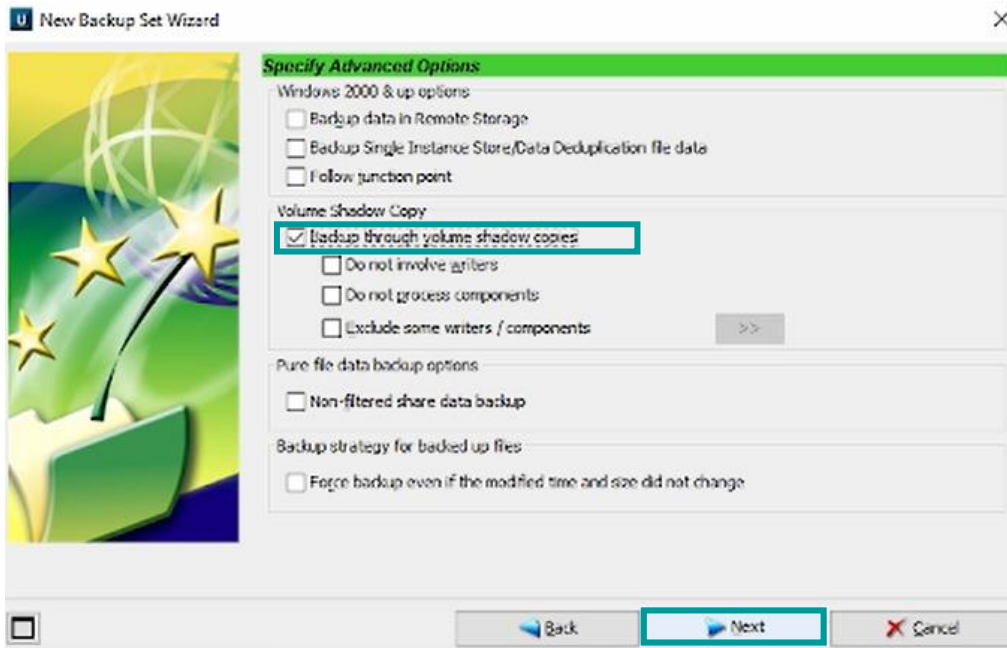 New Backup Set Wizard
Specify Advanced Options
Windows 2000 & up options
Backup data in Remote Storage
Backup Single Instance Store/Data Deduplication file data
Follow junction point
Volume Shadow Copy
Backup through volume shadow copies
Do not involve writers
Do not process components
Exclude some writers / components
>>
Pure file data backup options
Non-filtered share data backup
Backup strategy for backed up files
Force backup even if the modified time and size did not change
Back Next Cancel